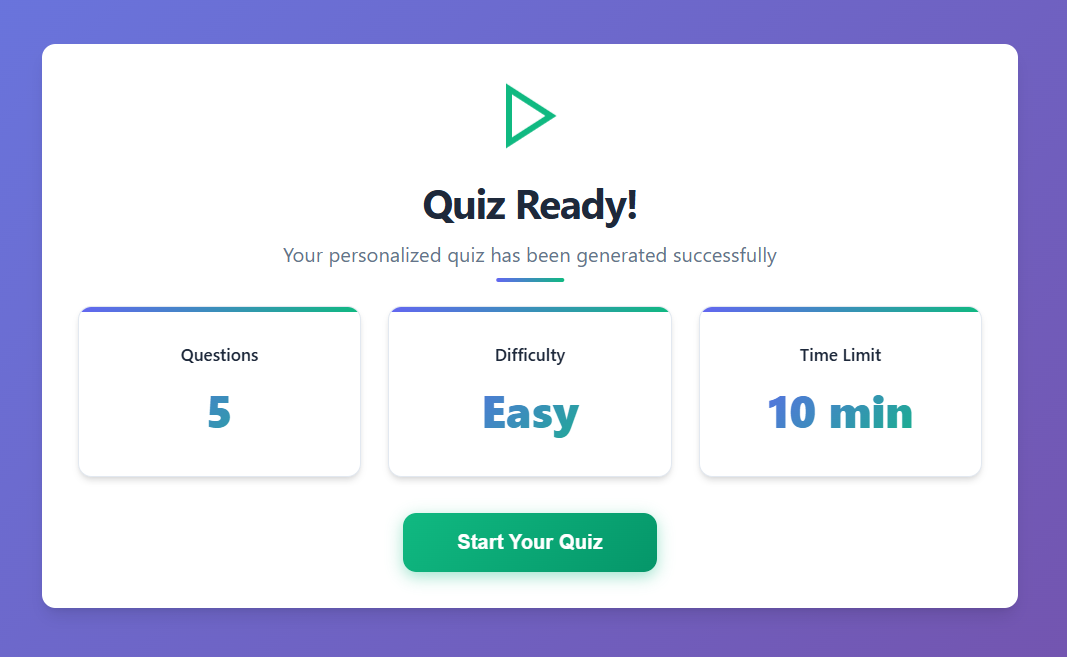 Quiz Ready!
Your personalized quiz has been generated successfully
Questions
5
Difficulty
Easy
Time Limit
10 min
Start Your Quiz